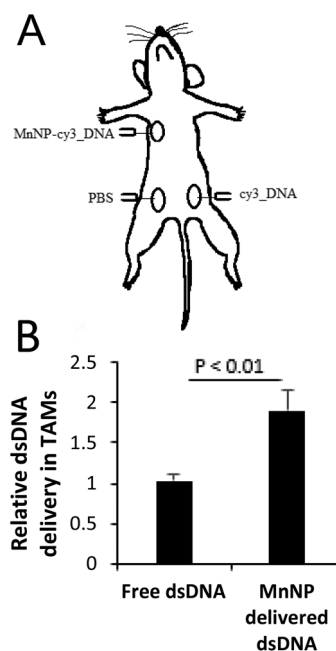 A
MnNP-cy3_DNA
PBS
cy3_DNA
B
Relative dsDNA
delivery in TAMs
2.5
2
1.5
1
0.5
0
P < 0.01
Free dsDNA
MnNP
delivered
dsDNA